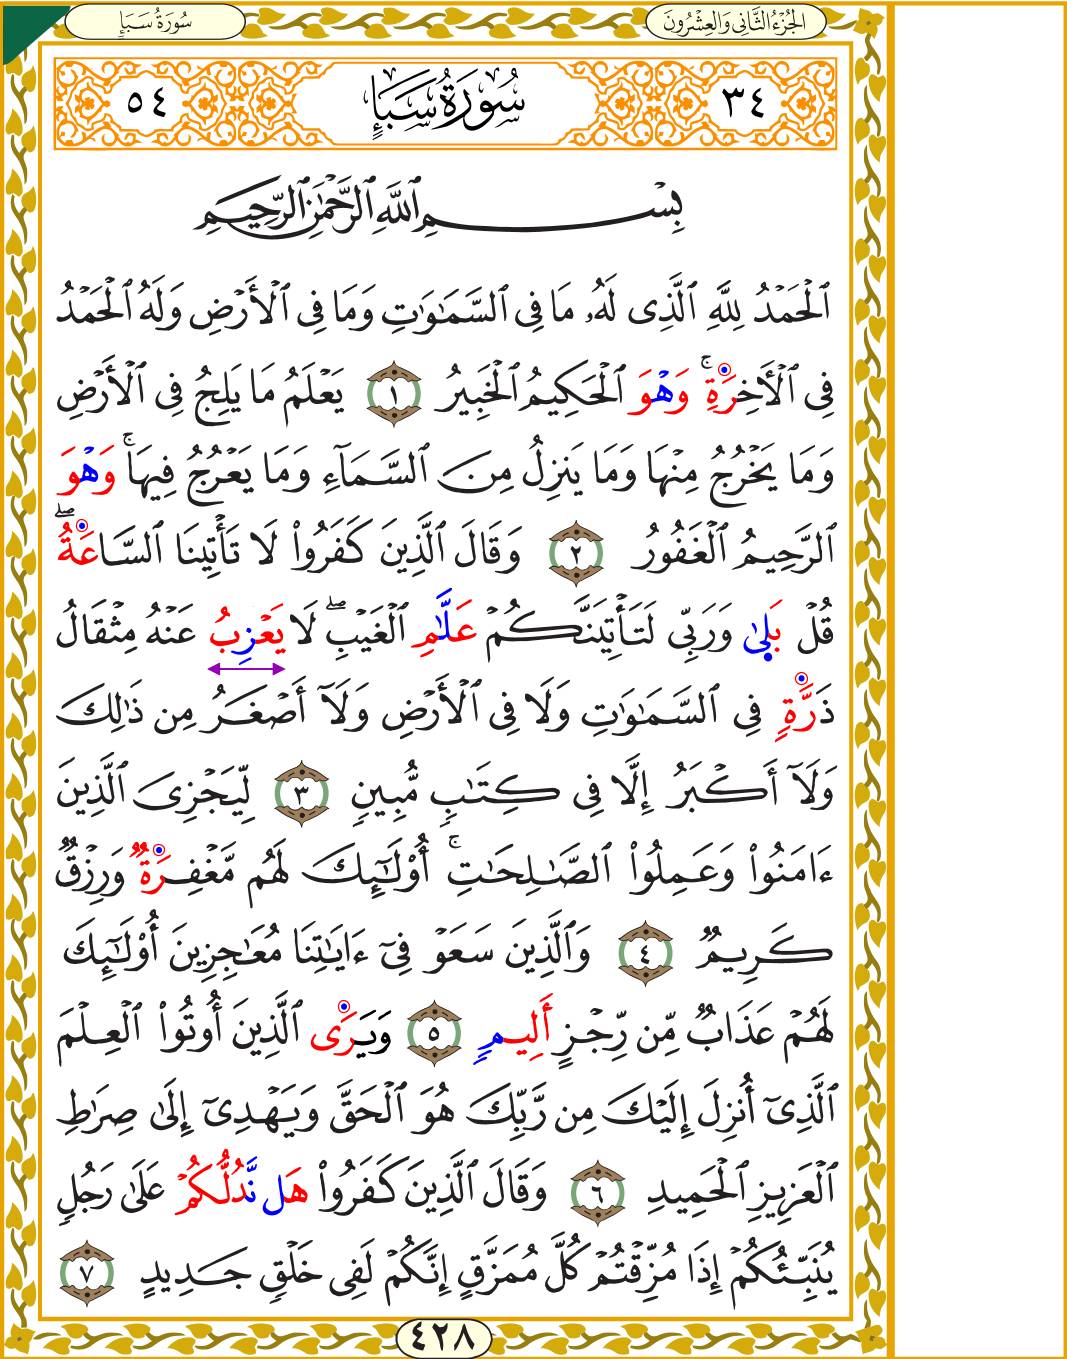 سُورَةُ سَبَإٍ
الجُزْءُ الثَّانِي وَالعِشْرُونَ
٣٤ سُورَةُ سَبَإٍ ٥٤
بِسْمِ ٱللَّهِ ٱلرَّحْمَٰنِ ٱلرَّحِيمِ
ٱلْحَمْدُ لِلَّهِ ٱلَّذِى لَهُۥ مَا فِى ٱلسَّمَٰوَٰتِ وَمَا فِى ٱلْأَرْضِ وَلَهُ ٱلْحَمْدُ
فِى ٱلْأَخِرَةِۚ وَهْوَ ٱلْحَكِيمُ ٱلْخَبِيرُ ١ يَعْلَمُ مَا يَلِجُ فِى ٱلْأَرْضِ
وَمَا يَخْرُجُ مِنْهَا وَمَا يَنزِلُ مِنَ ٱلسَّمَآءِ وَمَا يَعْرُجُ فِيهَاۚ وَهْوَ
ٱلرَّحِيمُ ٱلْغَفُورُ ٢ وَقَالَ ٱلَّذِينَ كَفَرُوا۟ لَا تَأْتِينَا ٱلسَّاعَةُۖ
قُلْ بَلىٰ وَرَبِّى لَتَأْتِيَنَّكُمْ عَلَّٰمِ ٱلْغَيْبِۖ لَا يَعْزِبُ عَنْهُ مِثْقَالُ
ذَرَّةٍ فِى ٱلسَّمَٰوَٰتِ وَلَا فِى ٱلْأَرْضِ وَلَآ أَصْغَرُ مِن ذَٰلِكَ
وَلَآ أَكْبَرُ إِلَّا فِى كِتَٰبٍ مُّبِينٍ ٣ لِّيَجْزِىَ ٱلَّذِينَ
ءَامَنُوا۟ وَعَمِلُوا۟ ٱلصَّٰلِحَٰتِۚ أُو۟لَٰٓئِكَ لَهُم مَّغْفِرَةٌ وَرِزْقٌ
كَرِيمٌ ٤ وَٱلَّذِينَ سَعَوْ فِىٓ ءَايَٰتِنَا مُعَٰجِزِينَ أُو۟لَٰٓئِكَ
لَهُمْ عَذَابٌ مِّن رِّجْزٍ أَلِيمٍ ٥ وَيَرَى ٱلَّذِينَ أُوتُوا۟ ٱلْعِلْمَ
ٱلَّذِىٓ أُنزِلَ إِلَيْكَ مِن رَّبِّكَ هُوَ ٱلْحَقَّ وَيَهْدِىٓ إِلَىٰ صِرَٰطِ
ٱلْعَزِيزِ ٱلْحَمِيدِ ٦ وَقَالَ ٱلَّذِينَ كَفَرُوا۟ هَل نَّدُلُّكُمْ عَلَىٰ رَجُلٍ
يُنَبِّئُكُمْ إِذَا مُزِّقْتُمْ كُلَّ مُمَزَّقٍ إِنَّكُمْ لَفِى خَلْقٍ جَدِيدٍ ٧
٤٢٨